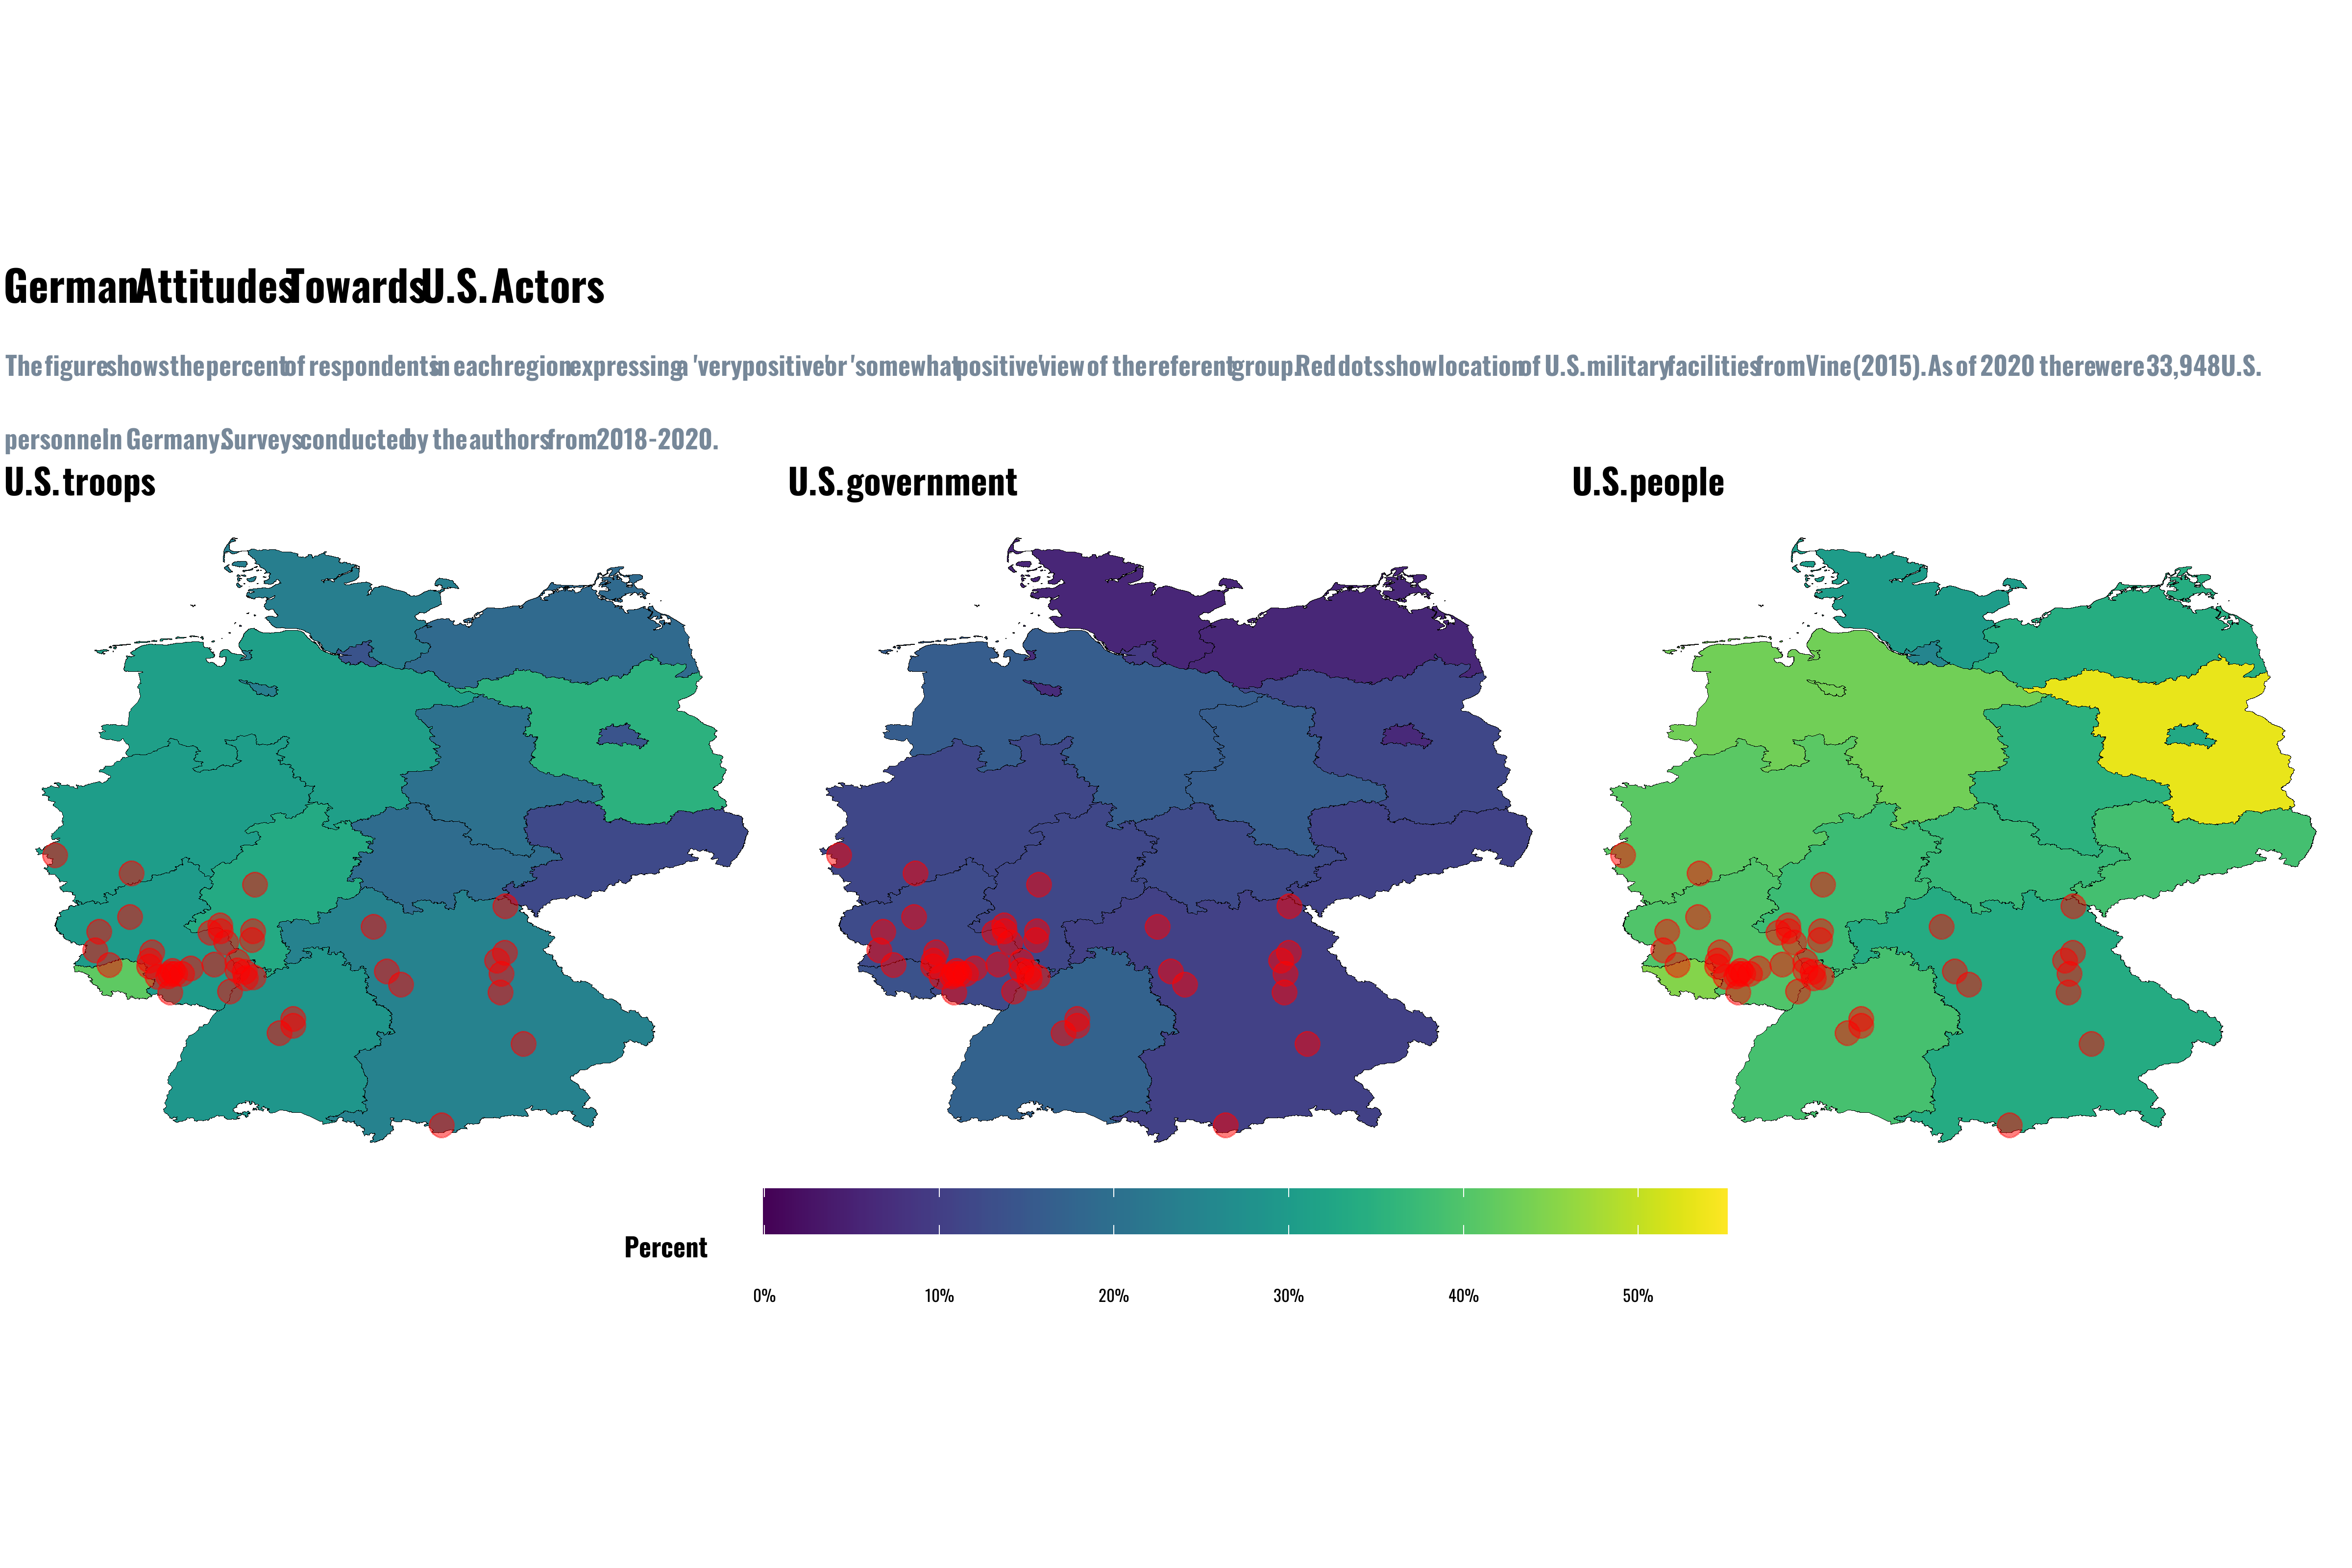 German Attitudes Towards U.S. Actors
The figure shows the percent of respondents in each region expressing a 'very positive' or 'somewhat positive' view of the referent group. Red dots show location of U.S. military facilities from Vine (2015). As of 2020 there were 33,948 U.S.
personnel in Germany. Surveys conducted by the authors from 2018-2020.
U.S. troops
U.S. government
U.S. people
Percent
0% 10% 20% 30% 40% 50%